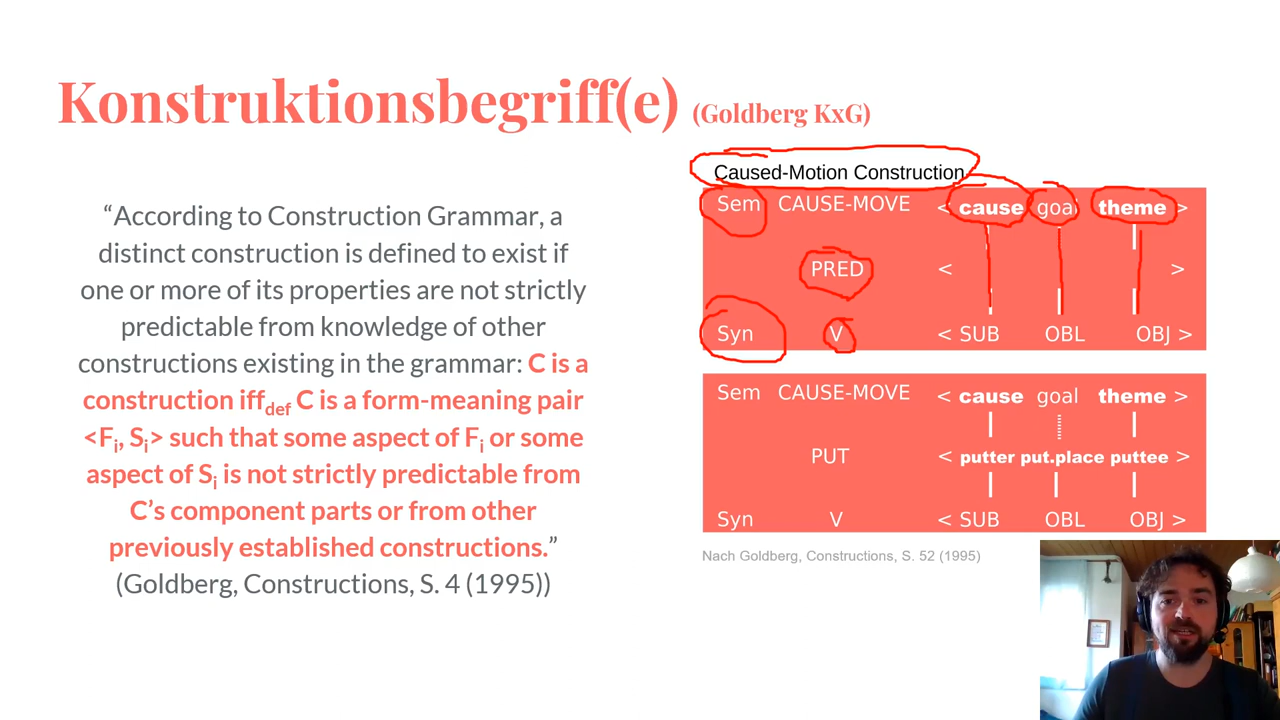 Konstruktionsbegriff(e) (Goldberg KxG)
“According to Construction Grammar, a
distinct construction is defined to exist if
one or more of its properties are not strictly
predictable from knowledge of other
constructions existing in the grammar: C is a
construction iff_def C is a form-meaning pair
<F_i, S_i> such that some aspect of F_i or some
aspect of S_i is not strictly predictable from
C’s component parts or from other
previously established constructions.”
(Goldberg, Constructions, S. 4 (1995))
Caused-Motion Construction
Sem CAUSE-MOVE < cause goal theme >
PRED < >
Syn V < SUB OBL OBJ >
Sem CAUSE-MOVE < cause goal theme >
PUT < putter put.place puttee >
Syn V < SUB OBL OBJ >
Nach Goldberg, Constructions, S. 52 (1995)